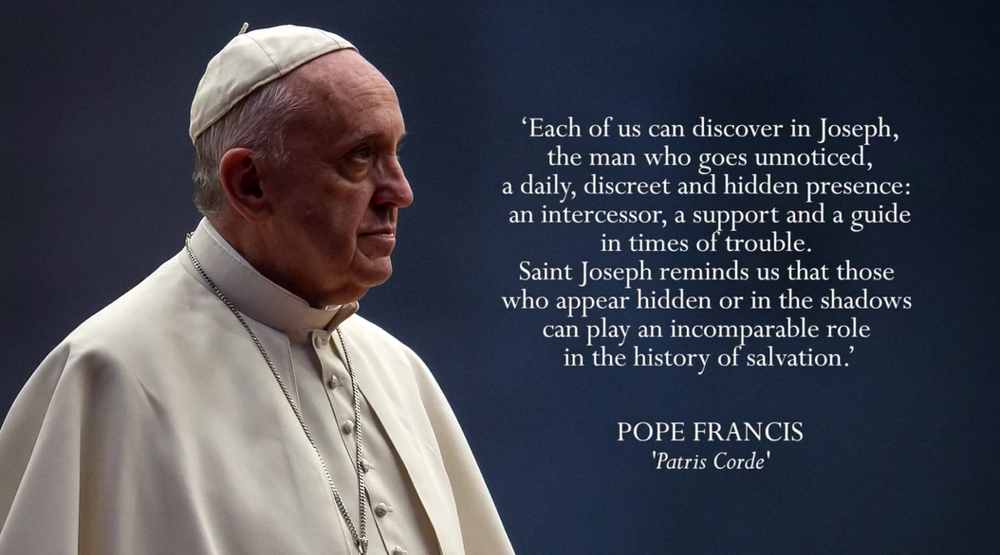 ‘Each of us can discover in Joseph,
the man who goes unnoticed,
a daily, discreet and hidden presence:
an intercessor, a support and a guide
in times of trouble.
Saint Joseph reminds us that those
who appear hidden or in the shadows
can play an incomparable role
in the history of salvation.’
POPE FRANCIS
'Patris Corde'